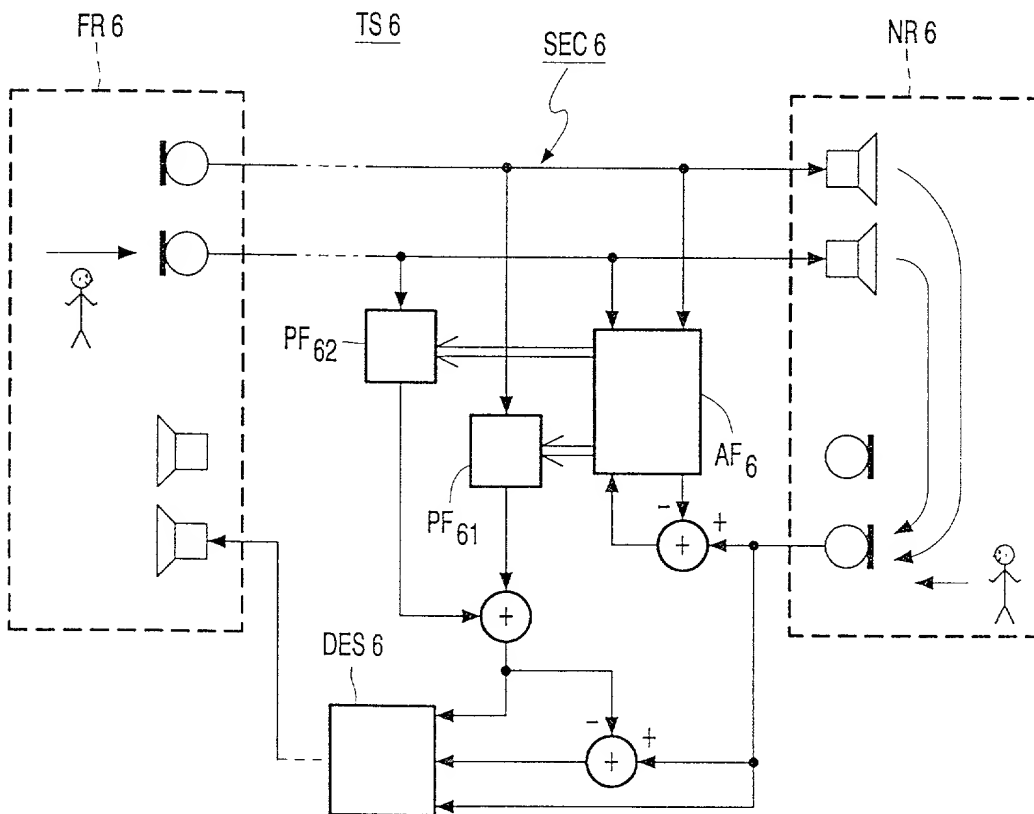 FR 6
TS 6
SEC 6
NR 6
PF62
PF61
AF6
- +
+
+
DES 6
- +
+